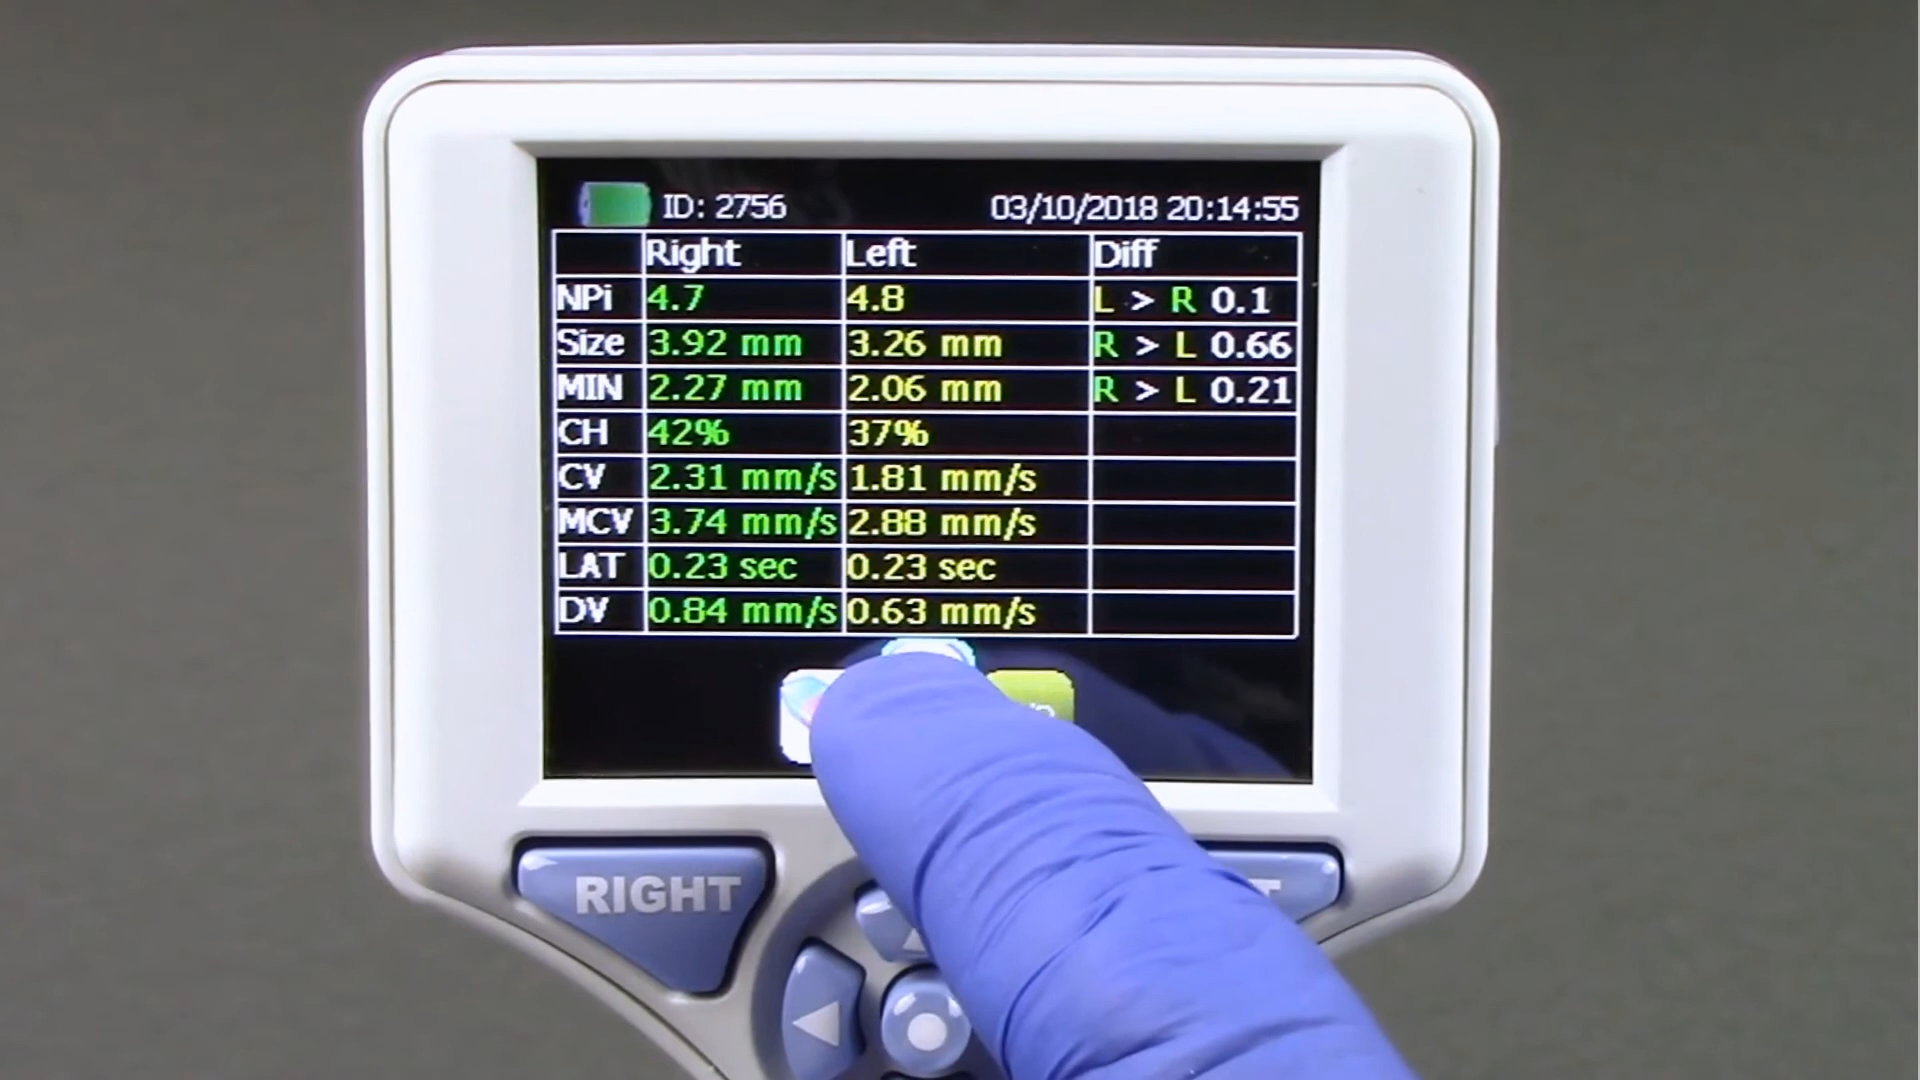 ID: 2756 03/10/2018 20:14:55
Right Left Diff
NPi 4.7 4.8 L > R 0.1
Size 3.92 mm 3.26 mm R > L 0.66
MIN 2.27 mm 2.06 mm R > L 0.21
CH 42% 37%
CV 2.31 mm/s 1.81 mm/s
MCV 3.74 mm/s 2.88 mm/s
LAT 0.23 sec 0.23 sec
DV 0.84 mm/s 0.63 mm/s
RIGHT